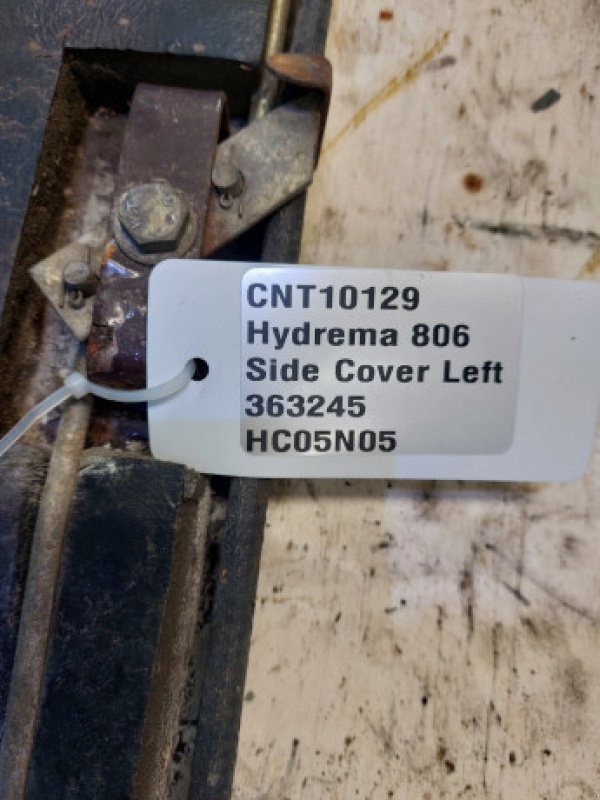 CNT10129
Hydrema 806
Side Cover Left
363245
HC05N05